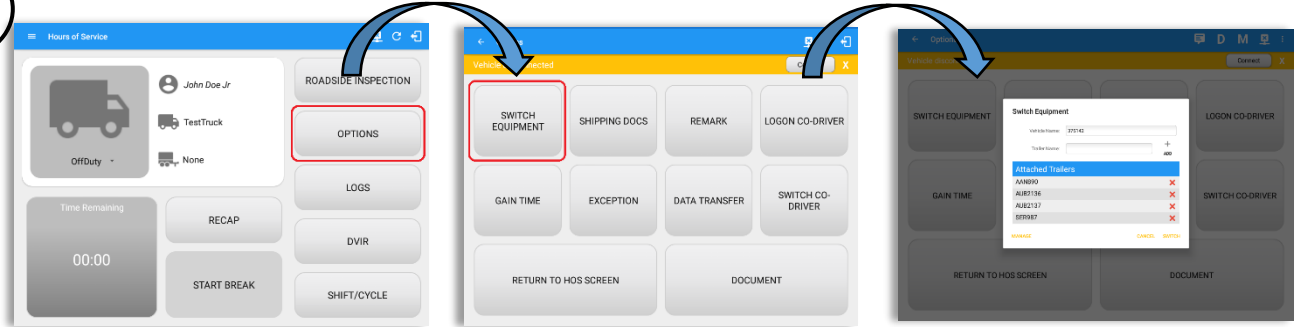 Hours of Service
John Doe Jr
TestTruck
None
OffDuty
ROADSIDE INSPECTION
OPTIONS
LOGS
DVIR
SHIFT/CYCLE
Time Remaining
00:00
RECAP
START BREAK
Vehicle
SWITCH EQUIPMENT
SHIPPING DOCS
REMARK
LOGON CO-DRIVER
GAIN TIME
EXCEPTION
DATA TRANSFER
SWITCH CO-
DRIVER
RETURN TO HOS SCREEN
DOCUMENT
X
D M
Connect X
SWITCH EQUIPMENT
LOGON CO-DRIVER
GAIN TIME
SWITCH CO-DRIVER
RETURN TO HOS SCREEN
DOCUMENT
Switch Equipment
Vehicle Name 373142
Trailer Name
+
ADD
Attached Trailers
AAN890
AUB2136
AUB2137
SER987
MANAGE
CANCEL SWITCH